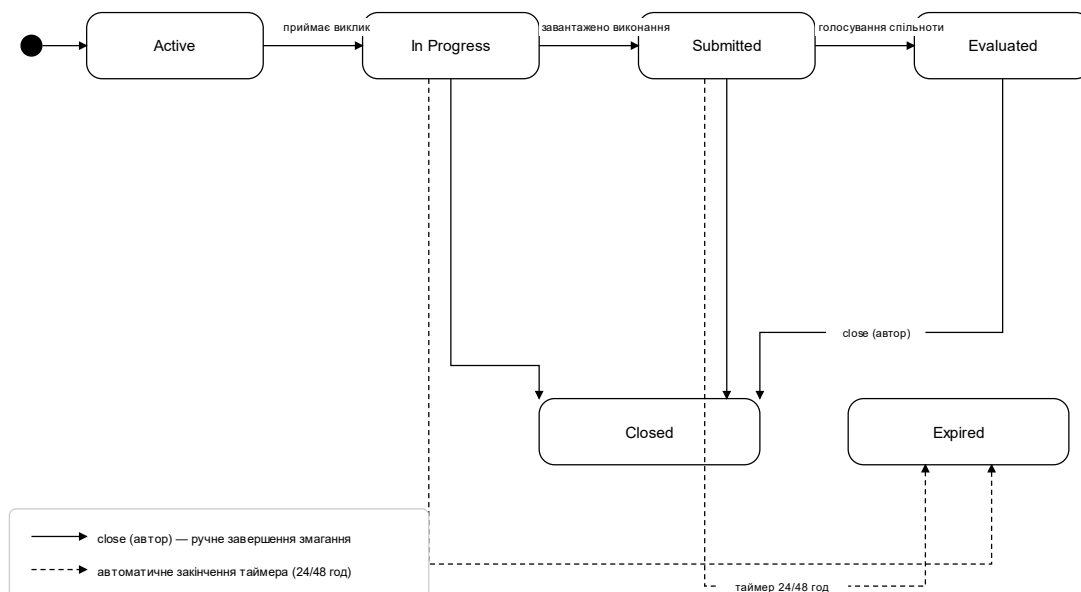 приймає виклик
завантажено виконання
голосування спільноти
Active
In Progress
Submitted
Evaluated
close (автор)
Closed
Expired
close (автор) — ручне завершення змагання
автоматичне закінчення таймера (24/48 год)
таймер 24/48 год